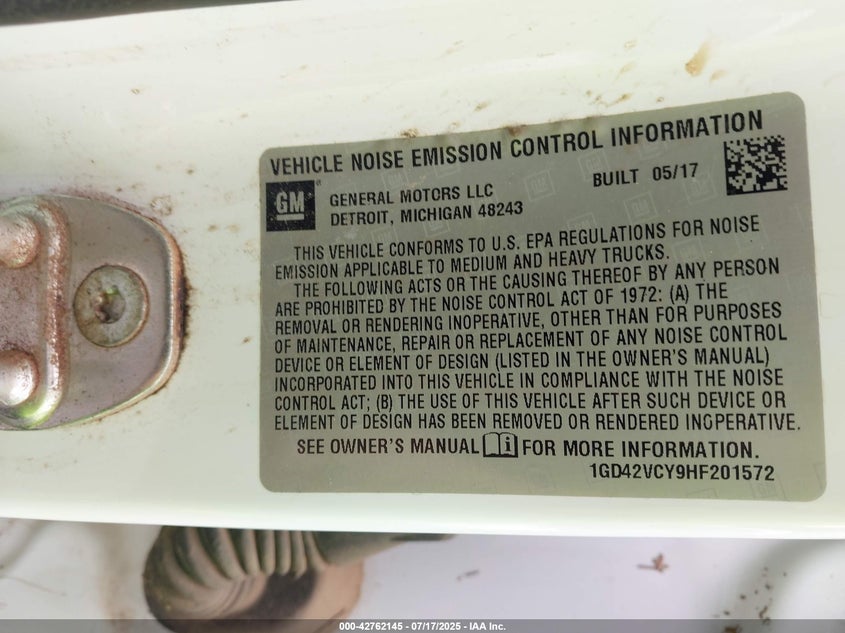 VEHICLE NOISE EMISSION CONTROL INFORMATION
GM®
GENERAL MOTORS LLC
DETROIT, MICHIGAN 48243
BUILT 05/17
THIS VEHICLE CONFORMS TO U.S. EPA REGULATIONS FOR NOISE
EMISSION APPLICABLE TO MEDIUM AND HEAVY TRUCKS.
THE FOLLOWING ACTS OR THE CAUSING THEREOF BY ANY PERSON
ARE PROHIBITED BY THE NOISE CONTROL ACT OF 1972: (A) THE
REMOVAL OR RENDERING INOPERATIVE, OTHER THAN FOR PURPOSES
OF MAINTENANCE, REPAIR OR REPLACEMENT OF ANY NOISE CONTROL
DEVICE OR ELEMENT OF DESIGN (LISTED IN THE OWNER'S MANUAL)
INCORPORATED INTO THIS VEHICLE IN COMPLIANCE WITH THE NOISE
CONTROL ACT; (B) THE USE OF THIS VEHICLE AFTER SUCH DEVICE OR
ELEMENT OF DESIGN HAS BEEN REMOVED OR RENDERED INOPERATIVE.
SEE OWNER'S MANUAL FOR MORE INFORMATION.
1GD42VCY9HF201572
000-42762145 - 07/17/2025 - IAA Inc.